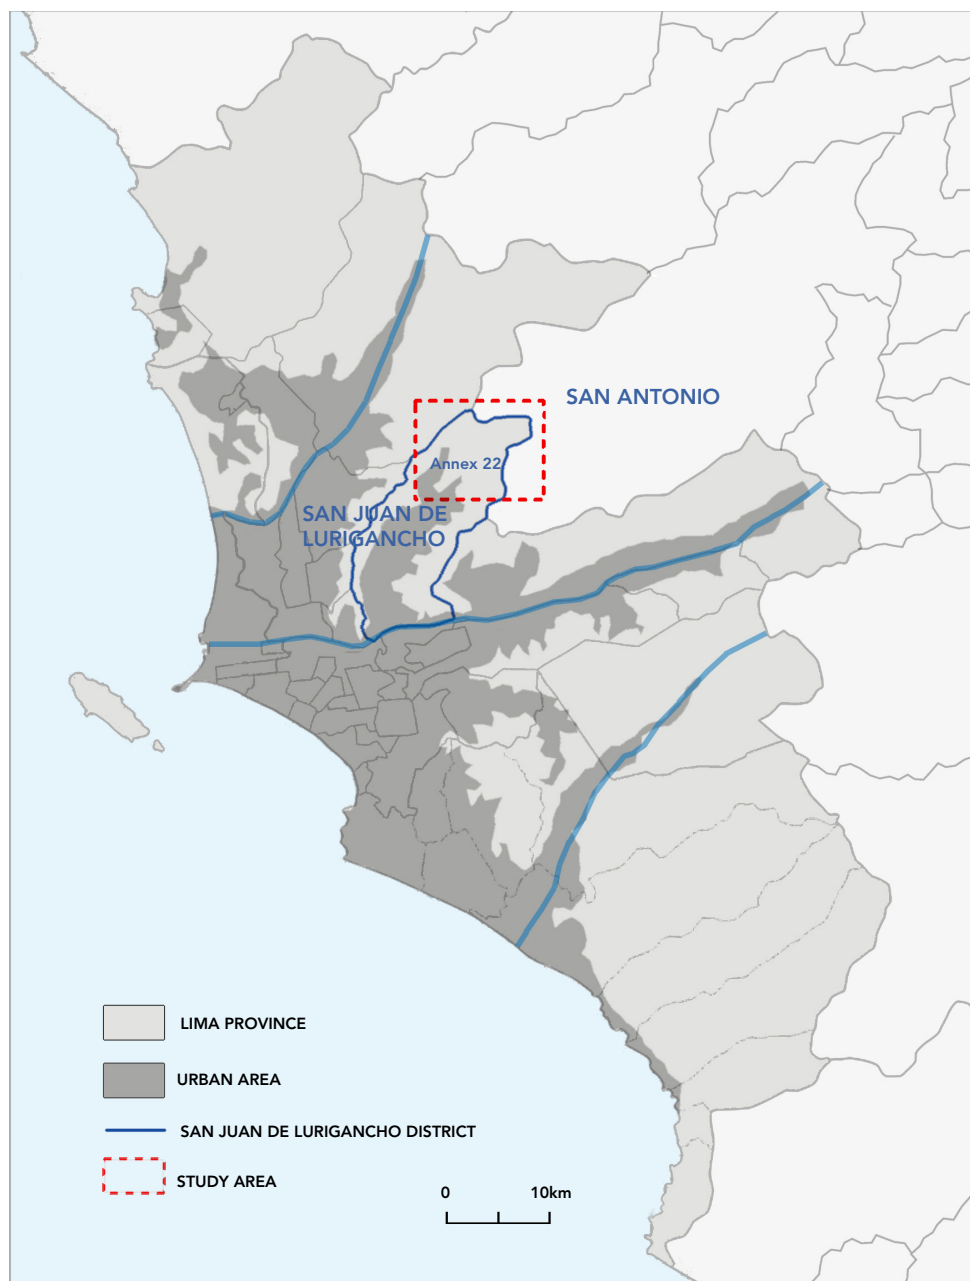 SAN ANTONIO
Annex 22
SAN JUAN DE
LURIGANCHO
LIMA PROVINCE
URBAN AREA
SAN JUAN DE LURIGANCHO DISTRICT
STUDY AREA
0 10km